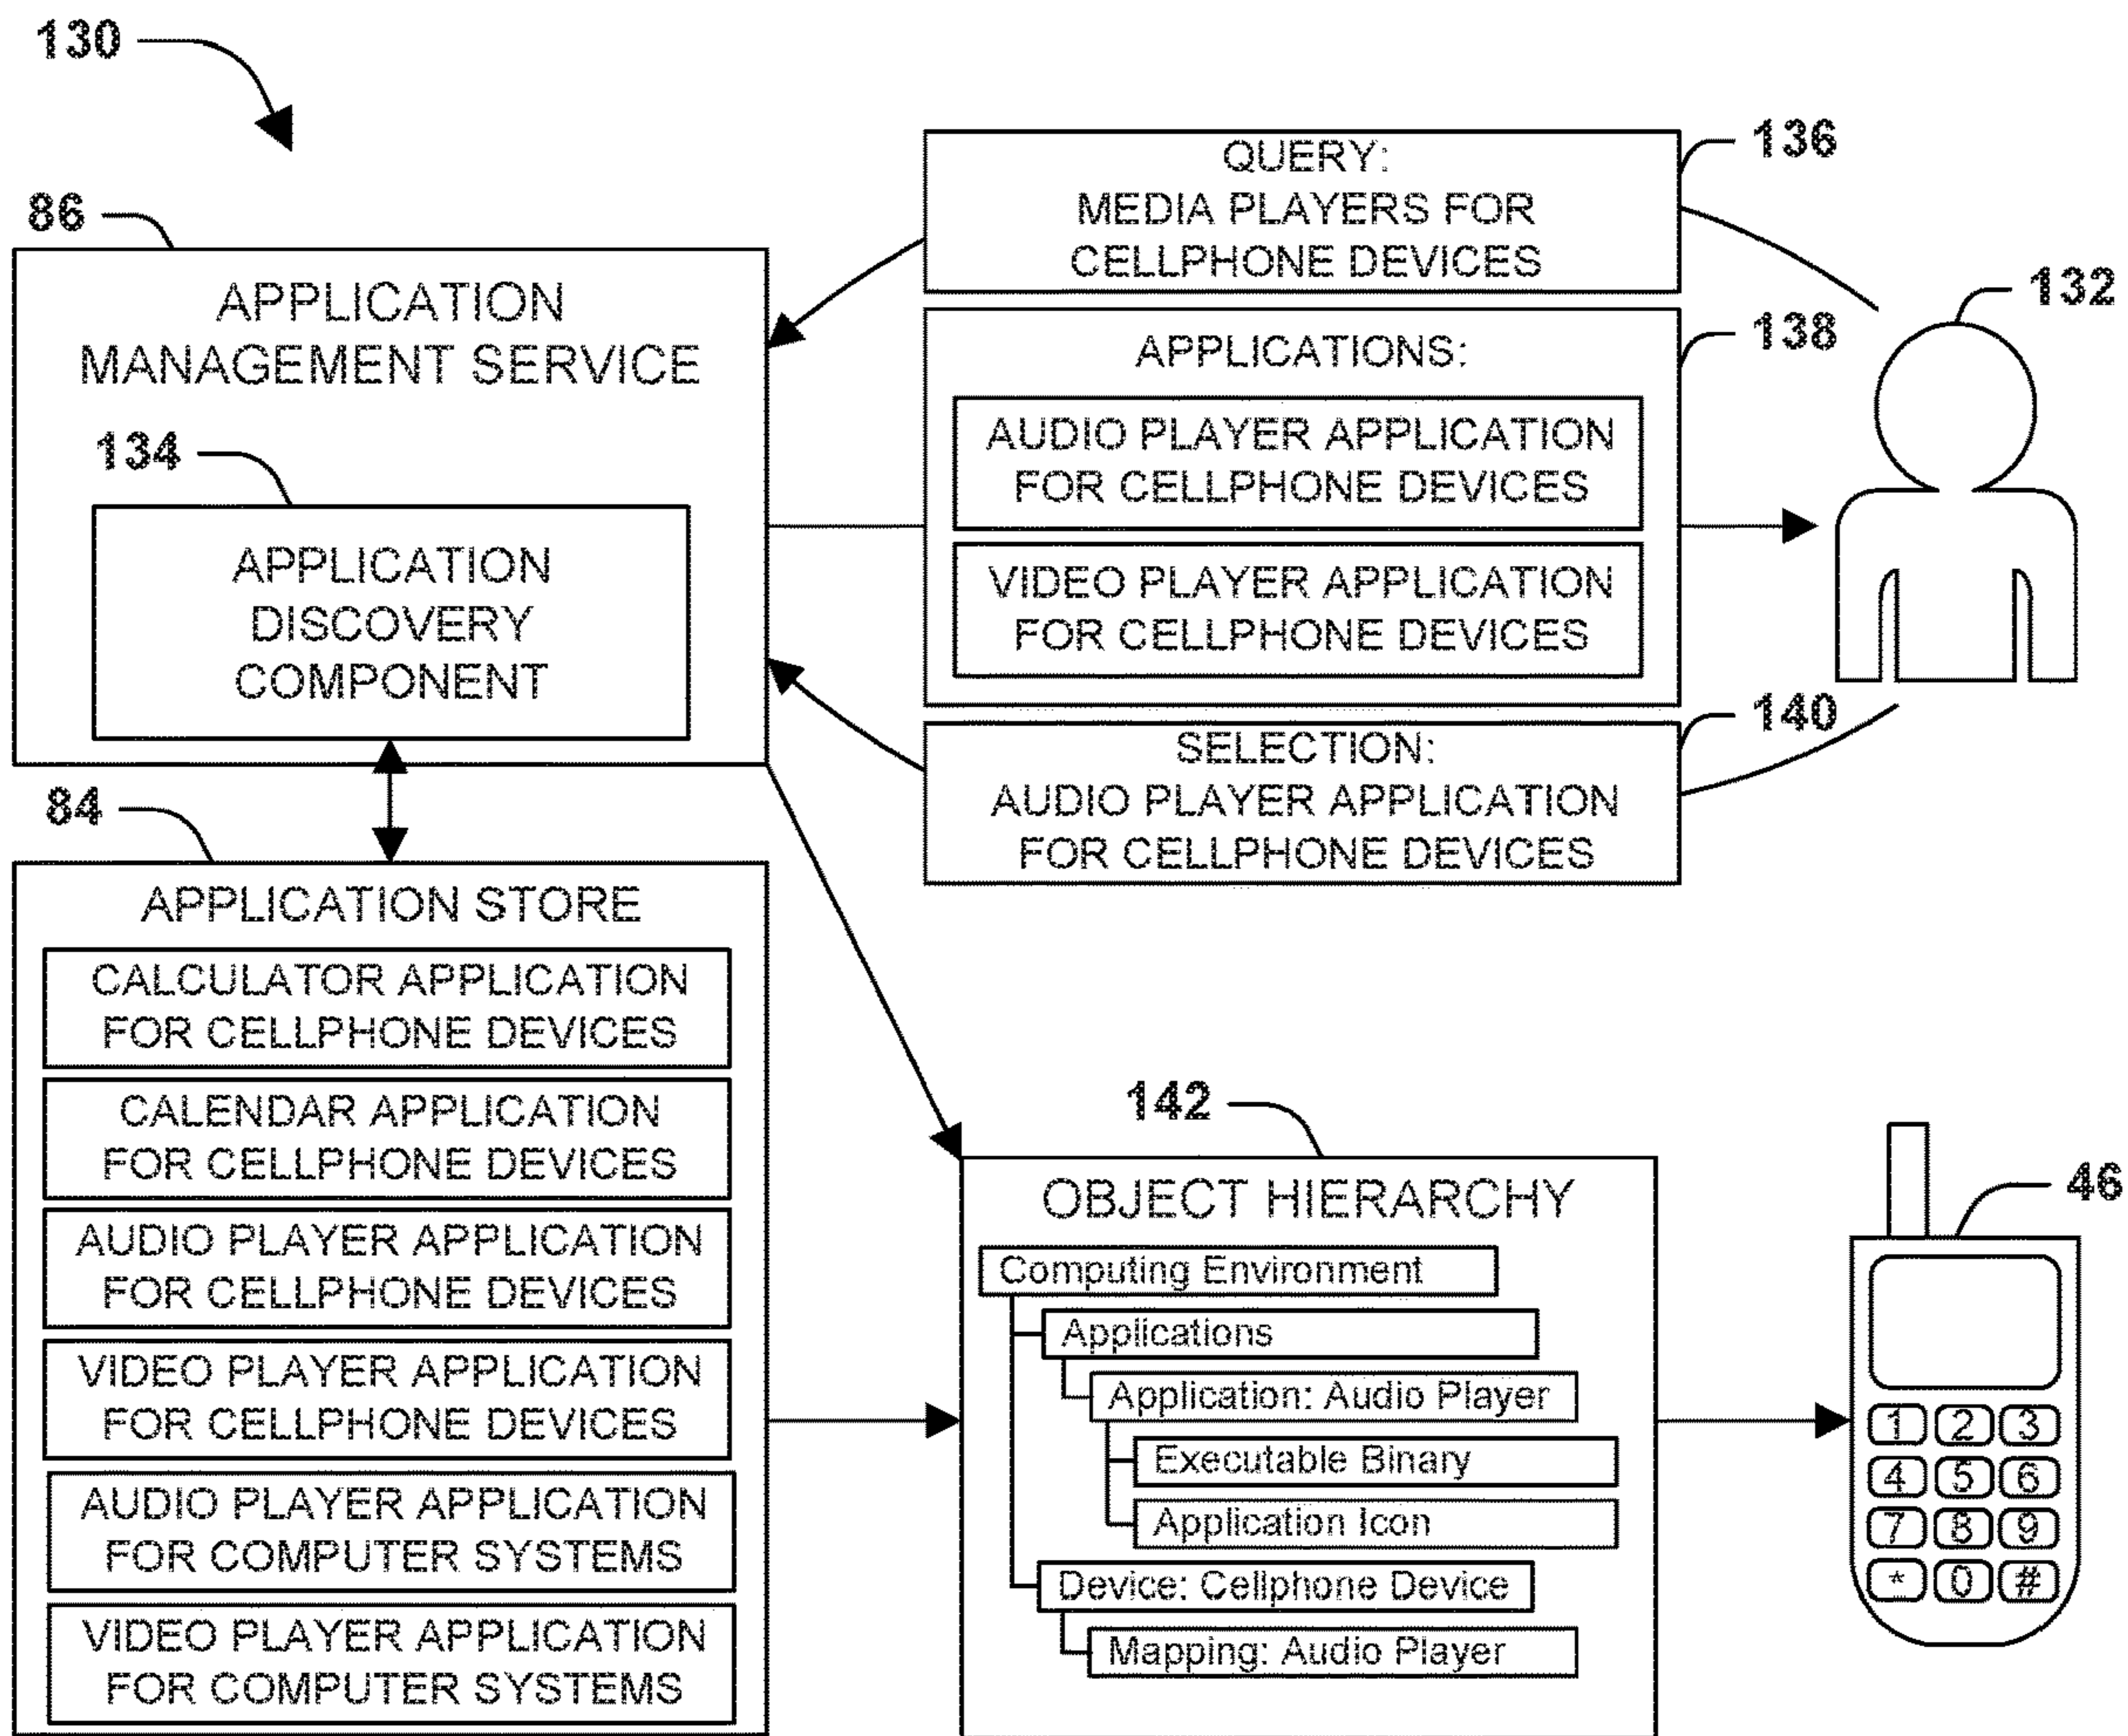 130
86
APPLICATION
MANAGEMENT SERVICE
134
APPLICATION
DISCOVERY
COMPONENT
136
QUERY:
MEDIA PLAYERS FOR
CELLPHONE DEVICES
138
APPLICATIONS:
AUDIO PLAYER APPLICATION
FOR CELLPHONE DEVICES
VIDEO PLAYER APPLICATION
FOR CELLPHONE DEVICES
132
140
SELECTION:
AUDIO PLAYER APPLICATION
FOR CELLPHONE DEVICES
84
APPLICATION STORE
CALCULATOR APPLICATION
FOR CELLPHONE DEVICES
CALENDAR APPLICATION
FOR CELLPHONE DEVICES
AUDIO PLAYER APPLICATION
FOR CELLPHONE DEVICES
VIDEO PLAYER APPLICATION
FOR CELLPHONE DEVICES
AUDIO PLAYER APPLICATION
FOR COMPUTER SYSTEMS
VIDEO PLAYER APPLICATION
FOR COMPUTER SYSTEMS
142
OBJECT HIERARCHY
Computing Environment
Applications
Application: Audio Player
Executable Binary
Application Icon
Device: Cellphone Device
Mapping: Audio Player
46
1 2 3
4 5 6
7 8 9
* 0 #